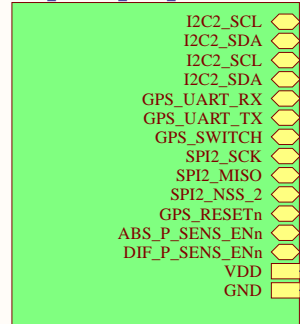 I2C2_SCL
I2C2_SDA
I2C2_SCL
I2C2_SDA
GPS_UART_RX
GPS_UART_TX
GPS_SWITCH
SPI2_SCK
SPI2_MISO
SPI2_NSS_2
GPS_RESETn
ABS_P_SENS_ENn
DIF_P_SENS_ENn
VDD
GND